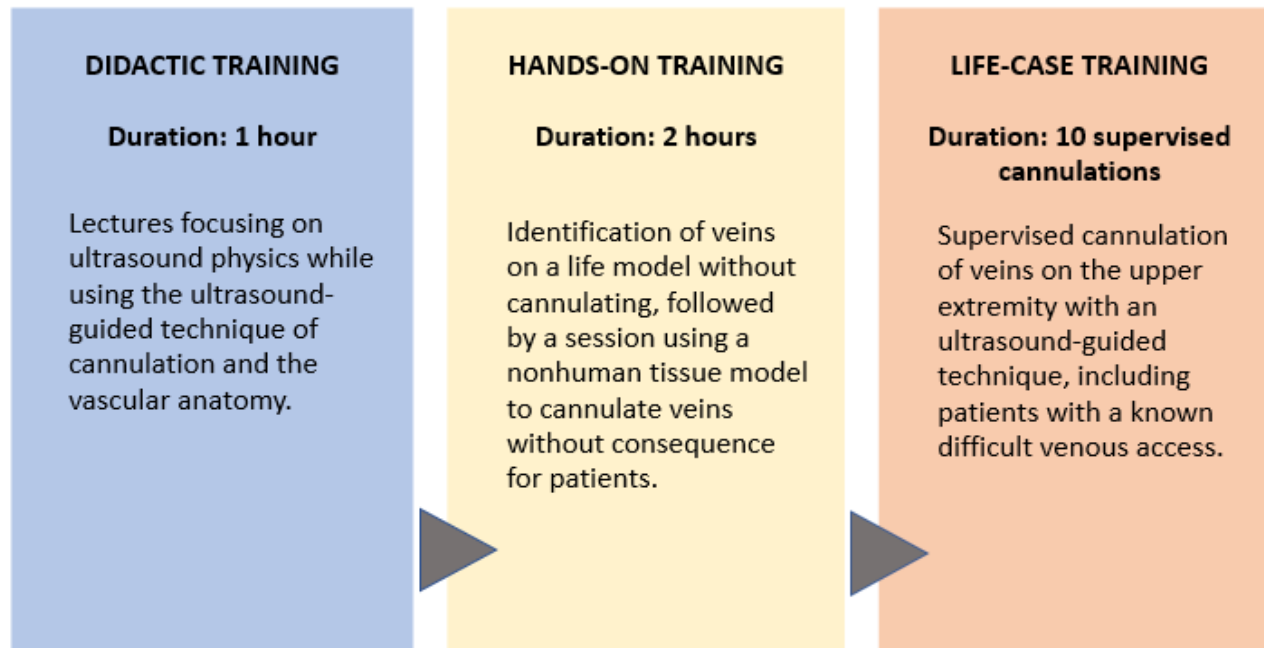 DIDACTIC TRAINING
Duration: 1 hour
Lectures focusing on
ultrasound physics while
using the ultrasound-
guided technique of
cannulation and the
vascular anatomy.
HANDS-ON TRAINING
Duration: 2 hours
Identification of veins
on a life model without
cannulating, followed
by a session using a
nonhuman tissue model
to cannulate veins
without consequence
for patients.
LIFE-CASE TRAINING
Duration: 10 supervised
cannulations
Supervised cannulation
of veins on the upper
extremity with an
ultrasound-guided
technique, including
patients with a known
difficult venous access.